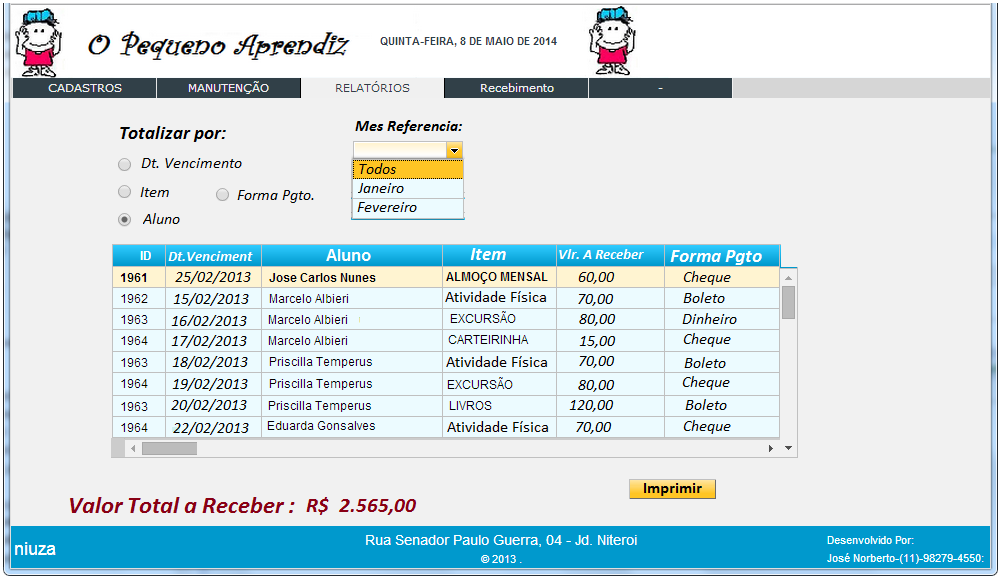 O Pequeno Aprendiz
QUINTA-FEIRA, 8 DE MAIO DE 2014
CADASTROS MANUTENÇÃO RELATÓRIOS Recebimento -
Totalizar por:
Mes Referencia:
Dt. Vencimento
Todos
Item Forma Pgto.
Janeiro
Fevereiro
Aluno
ID Dt.Venciment Aluno Item Vlr. A Receber Forma Pgto
1961 25/02/2013 Jose Carlos Nunes ALMOÇO MENSAL 60,00 Cheque
1962 15/02/2013 Marcelo Albieri Atividade Física 70,00 Boleto
1963 16/02/2013 Marcelo Albieri EXCURSÃO 80,00 Dinheiro
1964 17/02/2013 Marcelo Albieri CARTEIRINHA 15,00 Cheque
1963 18/02/2013 Priscilla Temperus Atividade Física 70,00 Boleto
1964 19/02/2013 Priscilla Temperus EXCURSÃO 80,00 Cheque
1963 20/02/2013 Priscilla Temperus LIVROS 120,00 Boleto
1964 22/02/2013 Eduarda Gonsalves Atividade Física 70,00 Cheque
Imprimir
Valor Total a Receber : R$ 2.565,00
niuza
Rua Senador Paulo Guerra, 04 - Jd. Niteroi
© 2013 .
Desenvolvido Por:
José Norberto-(11)-98279-4550: